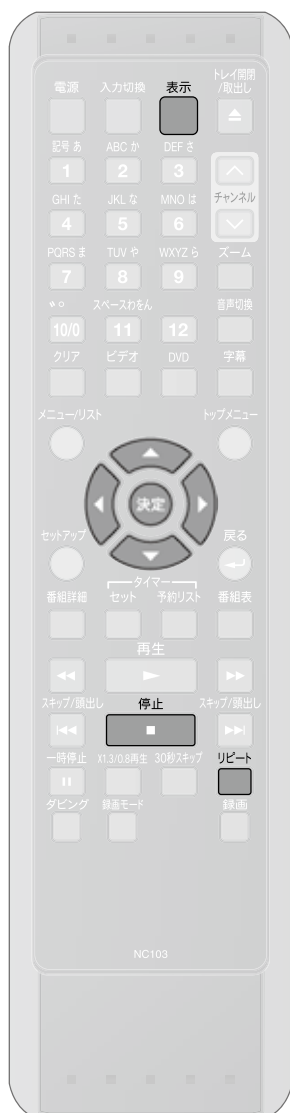 トレイ開閉
電源 入力切換 表示 /取出し
記号 あ ABC か DEF さ
1 2 3
GHI た JKL な MNO は チャンネル
4 5 6
PQRS ま TUV や WXYZ ら ズーム
7 8 9
゛゜ スペースわをん 音声切換
10/0 11 12
クリア ビデオ DVD 字幕
メニュー/リスト トップメニュー
決定
セットアップ 戻る
タイマー
番組詳細 セット 予約リスト 番組表
再生
スキップ/頭出し 停止 スキップ/頭出し
一時停止 X1.3/0.8再生 30秒スキップ リピート
ダビング 録画モード 録画
NC103